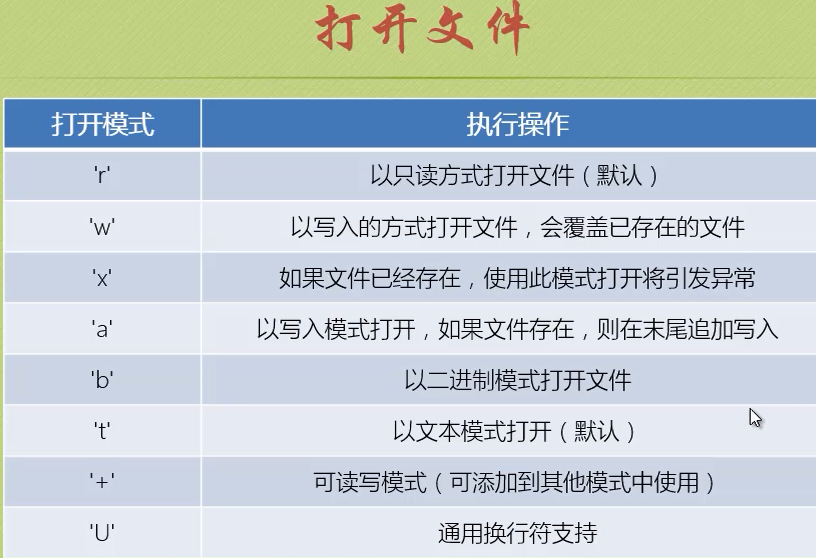 打开文件
打开模式 执行操作
'r' 以只读方式打开文件（默认）
'w' 以写入的方式打开文件，会覆盖已存在的文件
'x' 如果文件已经存在，使用此模式打开将引发异常
'a' 以写入模式打开，如果文件存在，则在末尾追加写入
'b' 以二进制模式打开文件
't' 以文本模式打开（默认）
'+' 可读写模式（可添加到其他模式中使用）
'U' 通用换行符支持